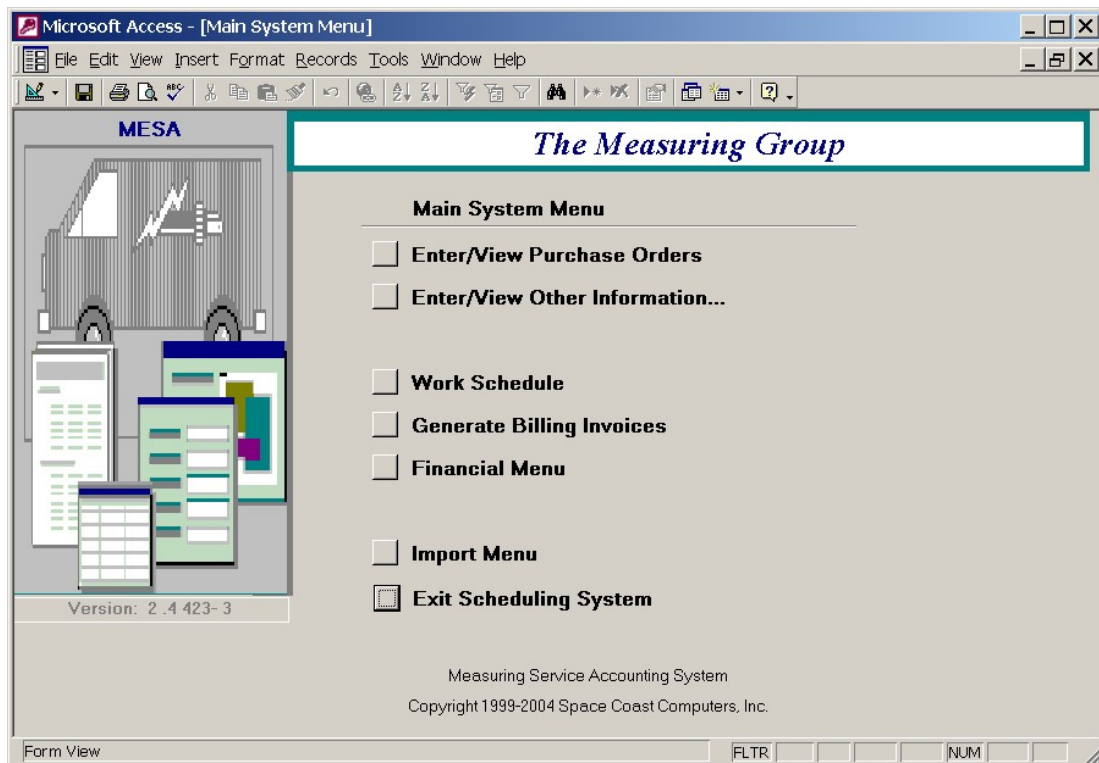 Microsoft Access - [Main System Menu]
File Edit View Insert Format Records Tools Window Help
MESA
The Measuring Group
Main System Menu
Enter/View Purchase Orders
Enter/View Other Information...
Work Schedule
Generate Billing Invoices
Financial Menu
Import Menu
Exit Scheduling System
Version: 2 .4 423- 3
Measuring Service Accounting System
Copyright 1999-2004 Space Coast Computers, Inc.
Form View FLTR NUM